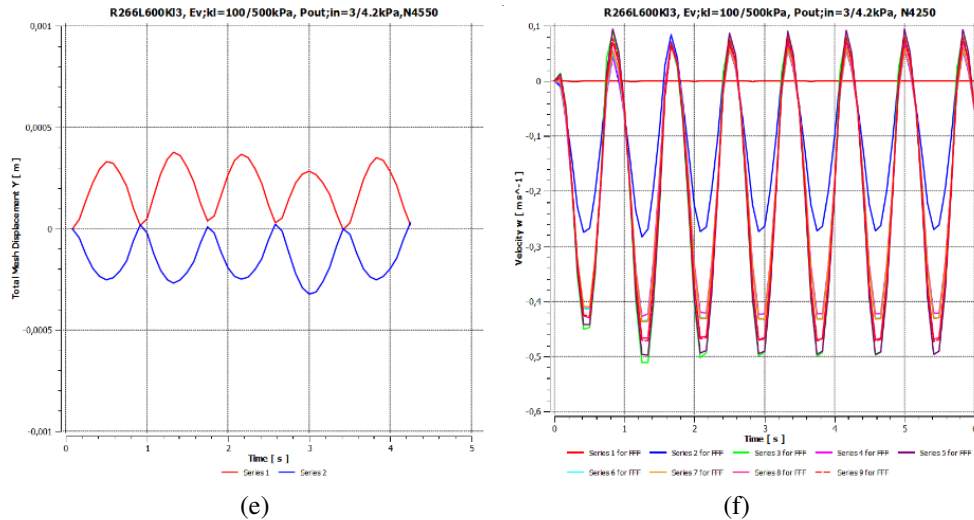 R266L600Kl3, Ev;kl=100/500kPa, Pout;in=3/4.2kPa,N4550
Total Mesh Displacement Y [ m ]
0,001
0,0005
0
-0,0005
-0,001
0 1 2 3 4 5
Time [ s ]
Series 1 Series 2
(e)
R266L600Kl3, Ev;kl=100/500kPa, Pout;in=3/4.2kPa, N4250
Velocity w [ ms^-1 ]
0,1
0
-0,1
-0,2
-0,3
-0,4
-0,5
-0,6
0 1 2 3 4 5 6
Time [ s ]
Series 1 for FFF Series 2 for FFF Series 3 for FFF Series 4 for FFF Series 5 for FFF
Series 6 for FFF Series 7 for FFF Series 8 for FFF Series 9 for FFF
(f)